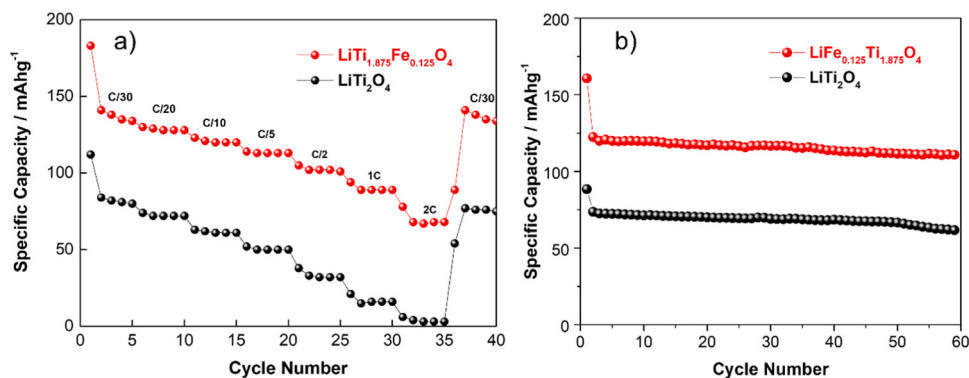 a)
LiTi1.875Fe0.125O4
LiTi2O4
C/30
C/20
C/10
C/5
C/2
1C
2C
C/30
200
150
100
50
0
0 5 10 15 20 25 30 35 40
Specific Capacity / mAhg-1
Cycle Number
b)
LiFe0.125Ti1.875O4
LiTi2O4
200
150
100
50
0
0 10 20 30 40 50 60
Specific Capacity / mAhg-1
Cycle Number